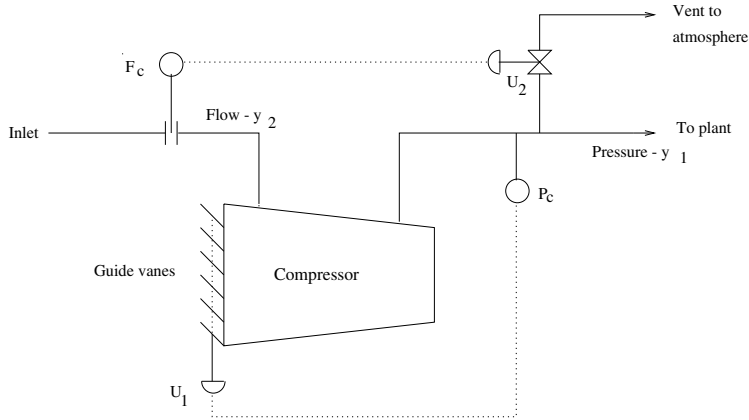 Vent to
atmosphere
F c
U 2
Flow - y 2
Inlet
To plant
Pressure - y 1
P c
Guide vanes
Compressor
U 1